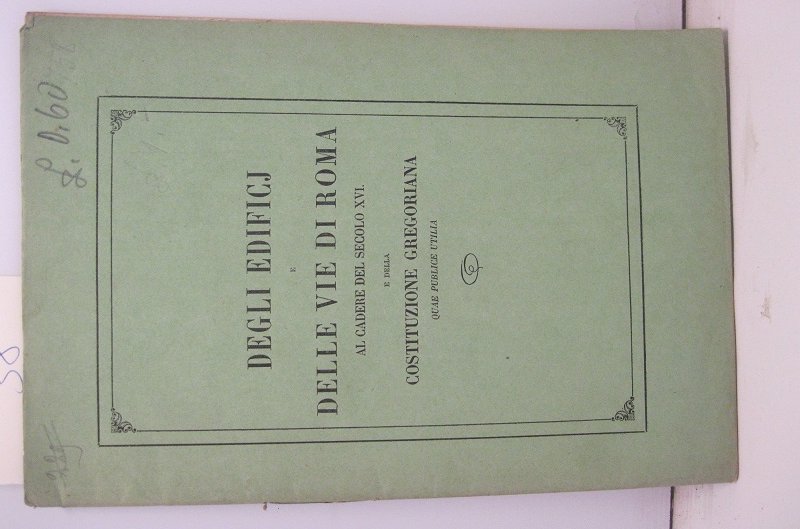 DEGLI EDIFICJ
E
DELLE VIE DI ROMA
AL CADERE DEL SECOLO XVI.
E DELLA
COSTITUZIONE GREGORIANA
QUAE PUBLICE UTILIA